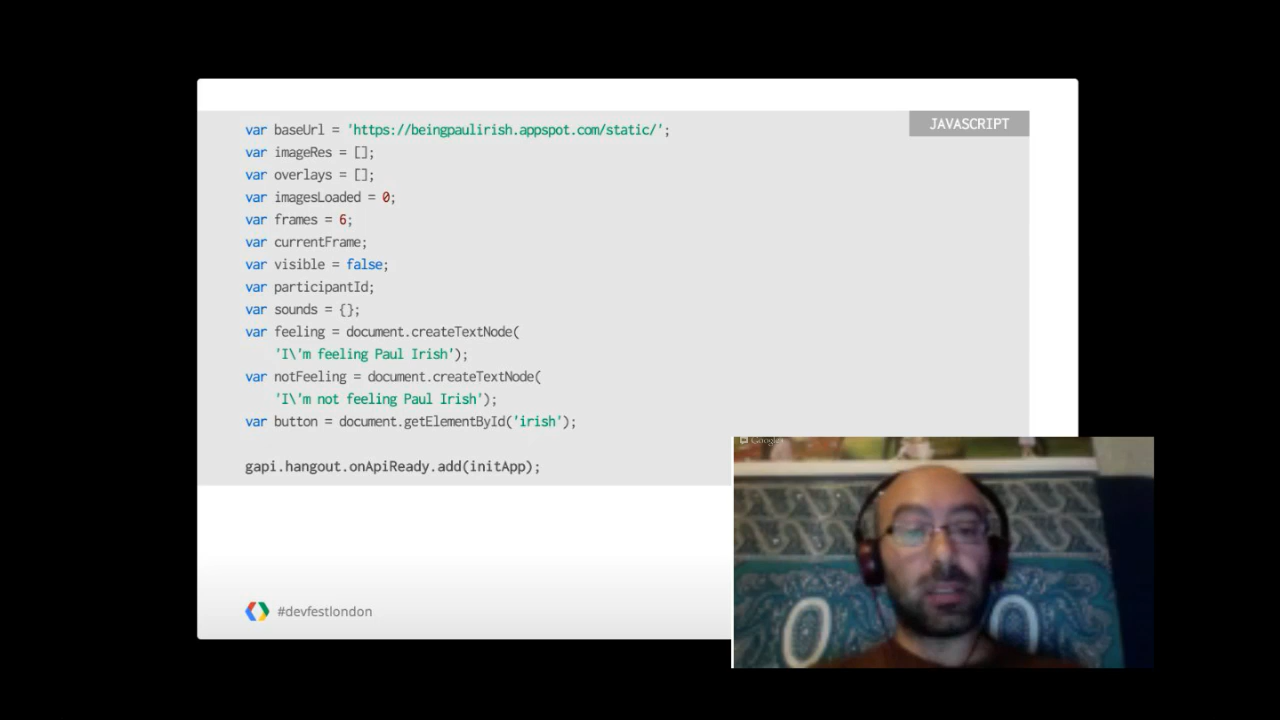 var baseUrl = 'https://beingpaulirish.appspot.com/static/';
JAVASCRIPT
var imageRes = [];
var overlays = [];
var imagesLoaded = 0;
var frames = 6;
var currentFrame;
var visible = false;
var participantId;
var sounds = {};
var feeling = document.createTextNode(
'I\'m feeling Paul Irish');
var notFeeling = document.createTextNode(
'I\'m not feeling Paul Irish');
var button = document.getElementById('irish');
gapi.hangout.onApiReady.add(initApp);
Google+
#devfestlondon